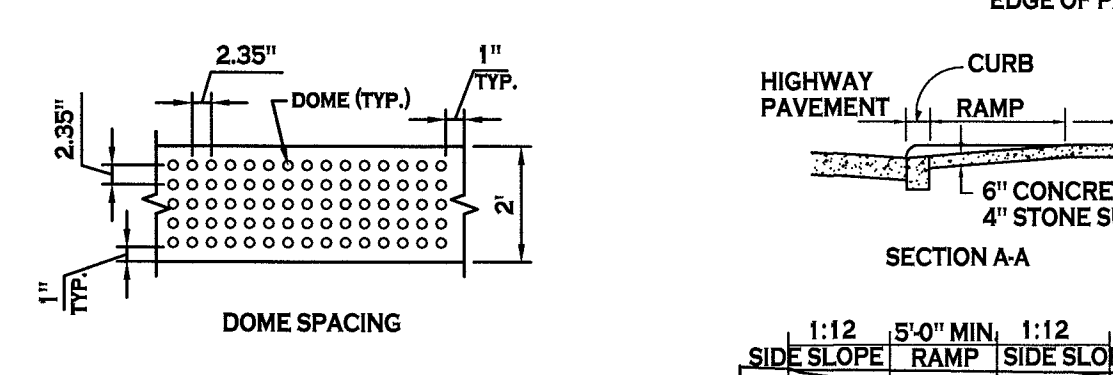 EDGE OF
2.35"
1"
TYP.
DOME (TYP.)
2.35"
2'
1"
TYP.
DOME SPACING
CURB
HIGHWAY
PAVEMENT
RAMP
6" CONCRE
4" STONE
SECTION A-A
1:12
5'-0" MIN.
1:12
SIDE SLOPE
RAMP
SIDE SLO